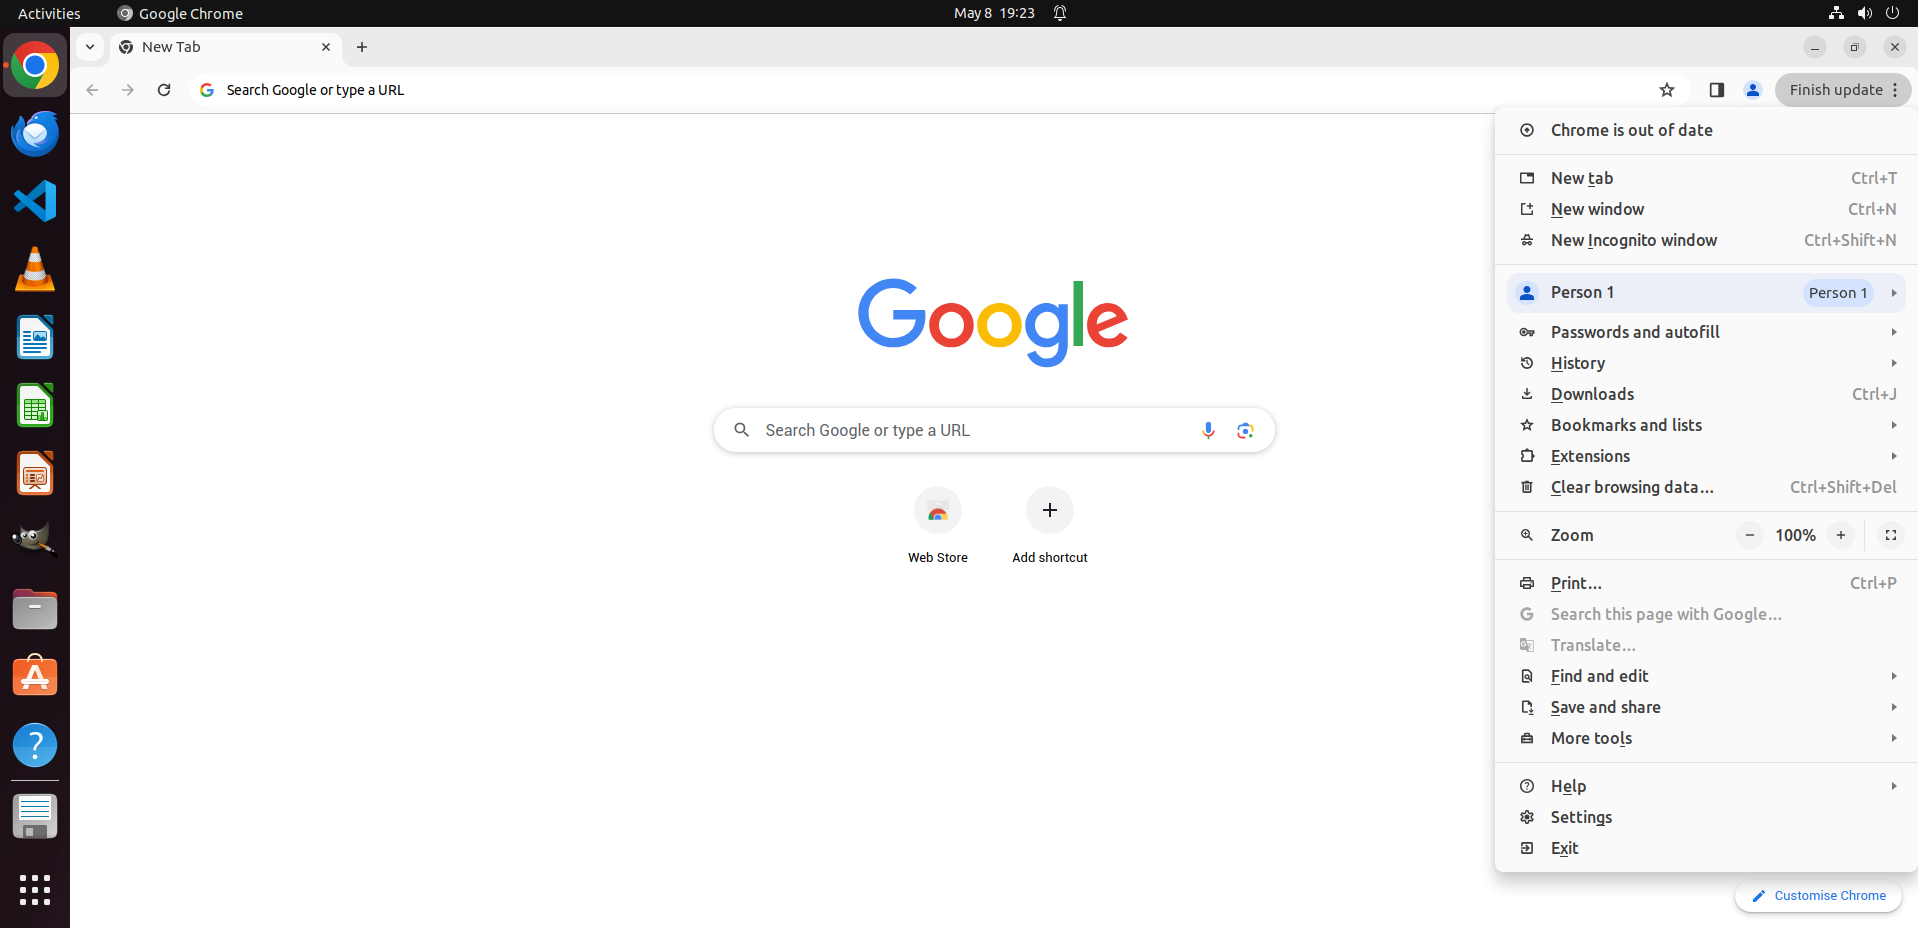 Activities
Google Chrome
May 8 19:23
New Tab
Search Google or type a URL
Finish update
Chrome is out of date
New tab Ctrl+T
New window Ctrl+N
New Incognito window Ctrl+Shift+N
Person 1 Person 1
Passwords and autofill
History
Downloads Ctrl+J
Bookmarks and lists
Extensions
Clear browsing data... Ctrl+Shift+Del
Zoom − 100% +
Print... Ctrl+P
Search this page with Google...
Translate...
Find and edit
Save and share
More tools
Help
Settings
Exit
Google
Search Google or type a URL
Web Store
Add shortcut
Customise Chrome